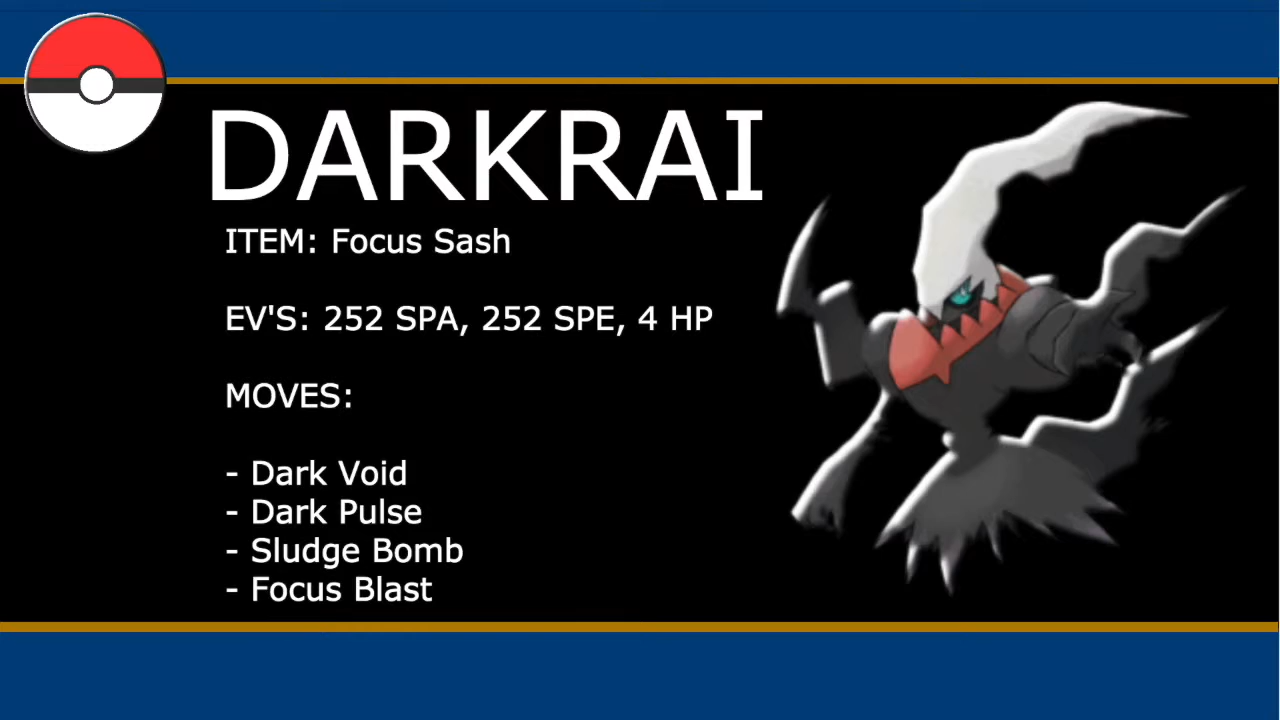 DARKRAI
ITEM: Focus Sash
EV'S: 252 SPA, 252 SPE, 4 HP
MOVES:
- Dark Void
- Dark Pulse
- Sludge Bomb
- Focus Blast